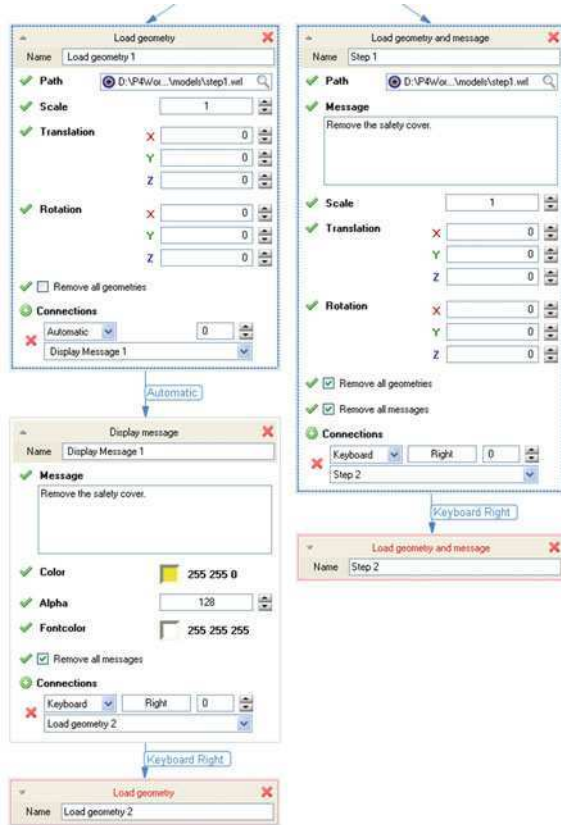 Load geometry
Name Load geometry 1
Path D:\P4Wor...\models\step1.wrl
Scale 1
Translation X 0
Y 0
Z 0
Rotation X 0
Y 0
Z 0
Remove all geometries
Connections
Automatic 0
Display Message 1
Automatic
Display message
Name Display Message 1
Message
Remove the safety cover.
Color 255 255 0
Alpha 128
Fontcolor 255 255 255
Remove all messages
Connections
Keyboard Right 0
Load geometry 2
Keyboard Right
Load geometry
Name Load geometry 2
Load geometry and message
Name Step 1
Path D:\P4Wor...\models\step1.wrl
Message
Remove the safety cover.
Scale 1
Translation X 0
Y 0
Z 0
Rotation X 0
Y 0
Z 0
Remove all geometries
Remove all messages
Connections
Keyboard Right 0
Step 2
Keyboard Right
Load geometry and message
Name Step 2